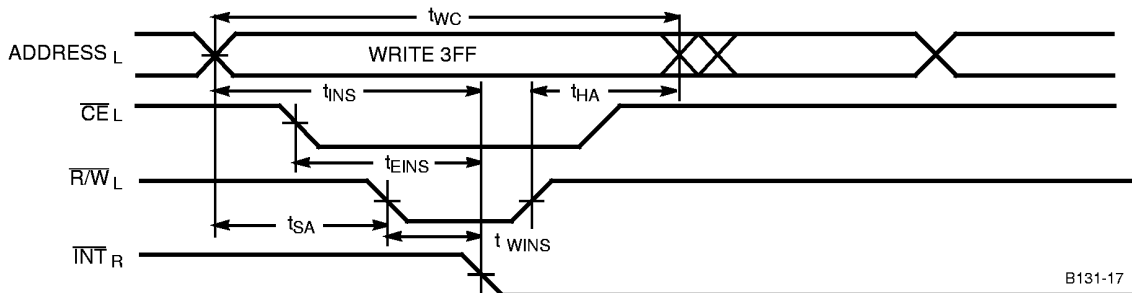 tWC
ADDRESS L
WRITE 3FF
tINS
tHA
CE L
tEINS
R/W L
tSA
t WINS
INT R
B131-17